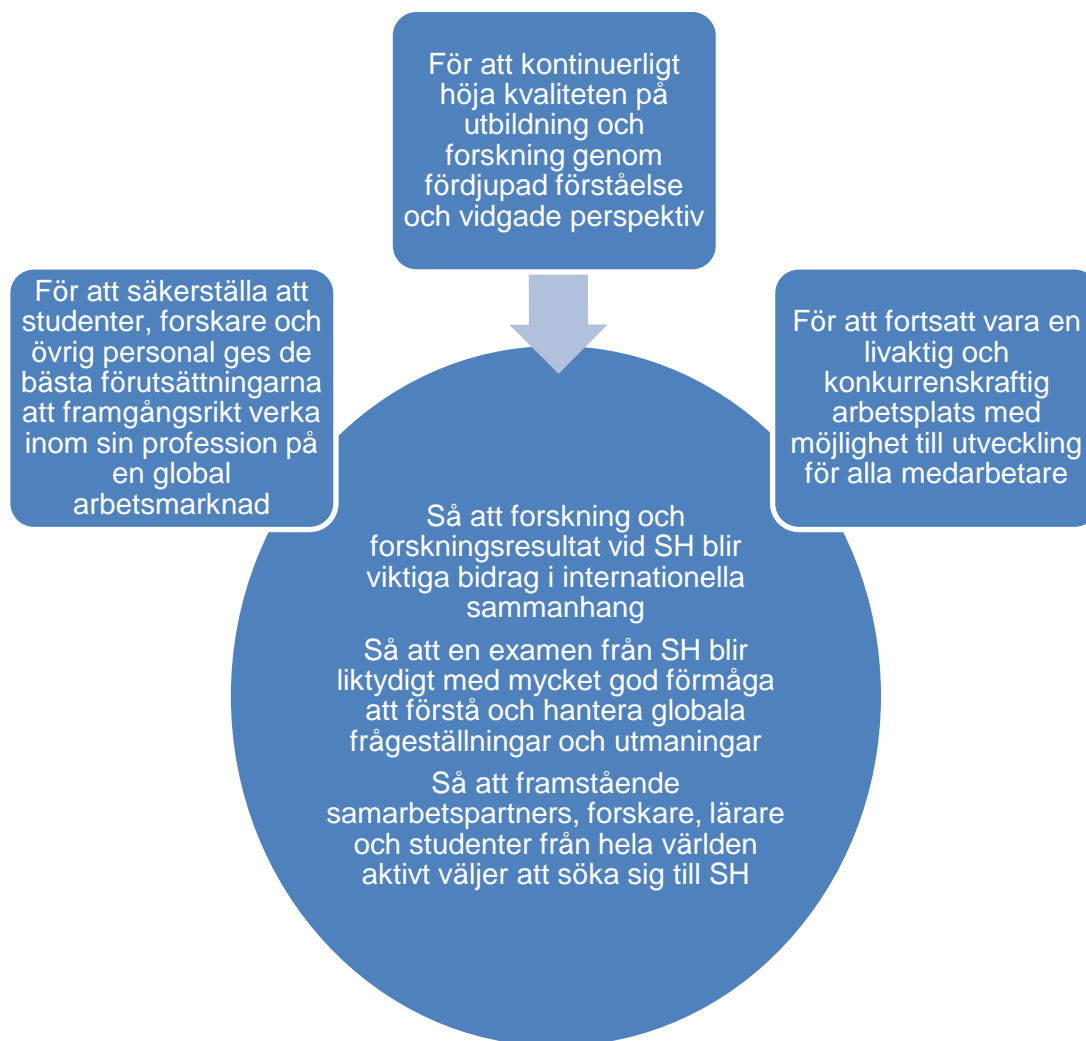 För att kontinuerligt
höja kvaliteten på
utbildning och
forskning genom
fördjupad förståelse
och vidgade perspektiv
För att säkerställa att
studenter, forskare och
övrig personal ges de
bästa förutsättningarna
att framgångsrikt verka
inom sin profession på
en global
arbetsmarknad
För att fortsatt vara en
livaktig och
konkurrenskraftig
arbetsplats med
möjlighet till utveckling
för alla medarbetare
Så att forskning och
forskningsresultat vid SH blir
viktiga bidrag i internationella
sammanhang
Så att en examen från SH blir
liktydigt med mycket god förmåga
att förstå och hantera globala
frågeställningar och utmaningar
Så att framstående
samarbetspartners, forskare, lärare
och studenter från hela världen
aktivt väljer att söka sig till SH